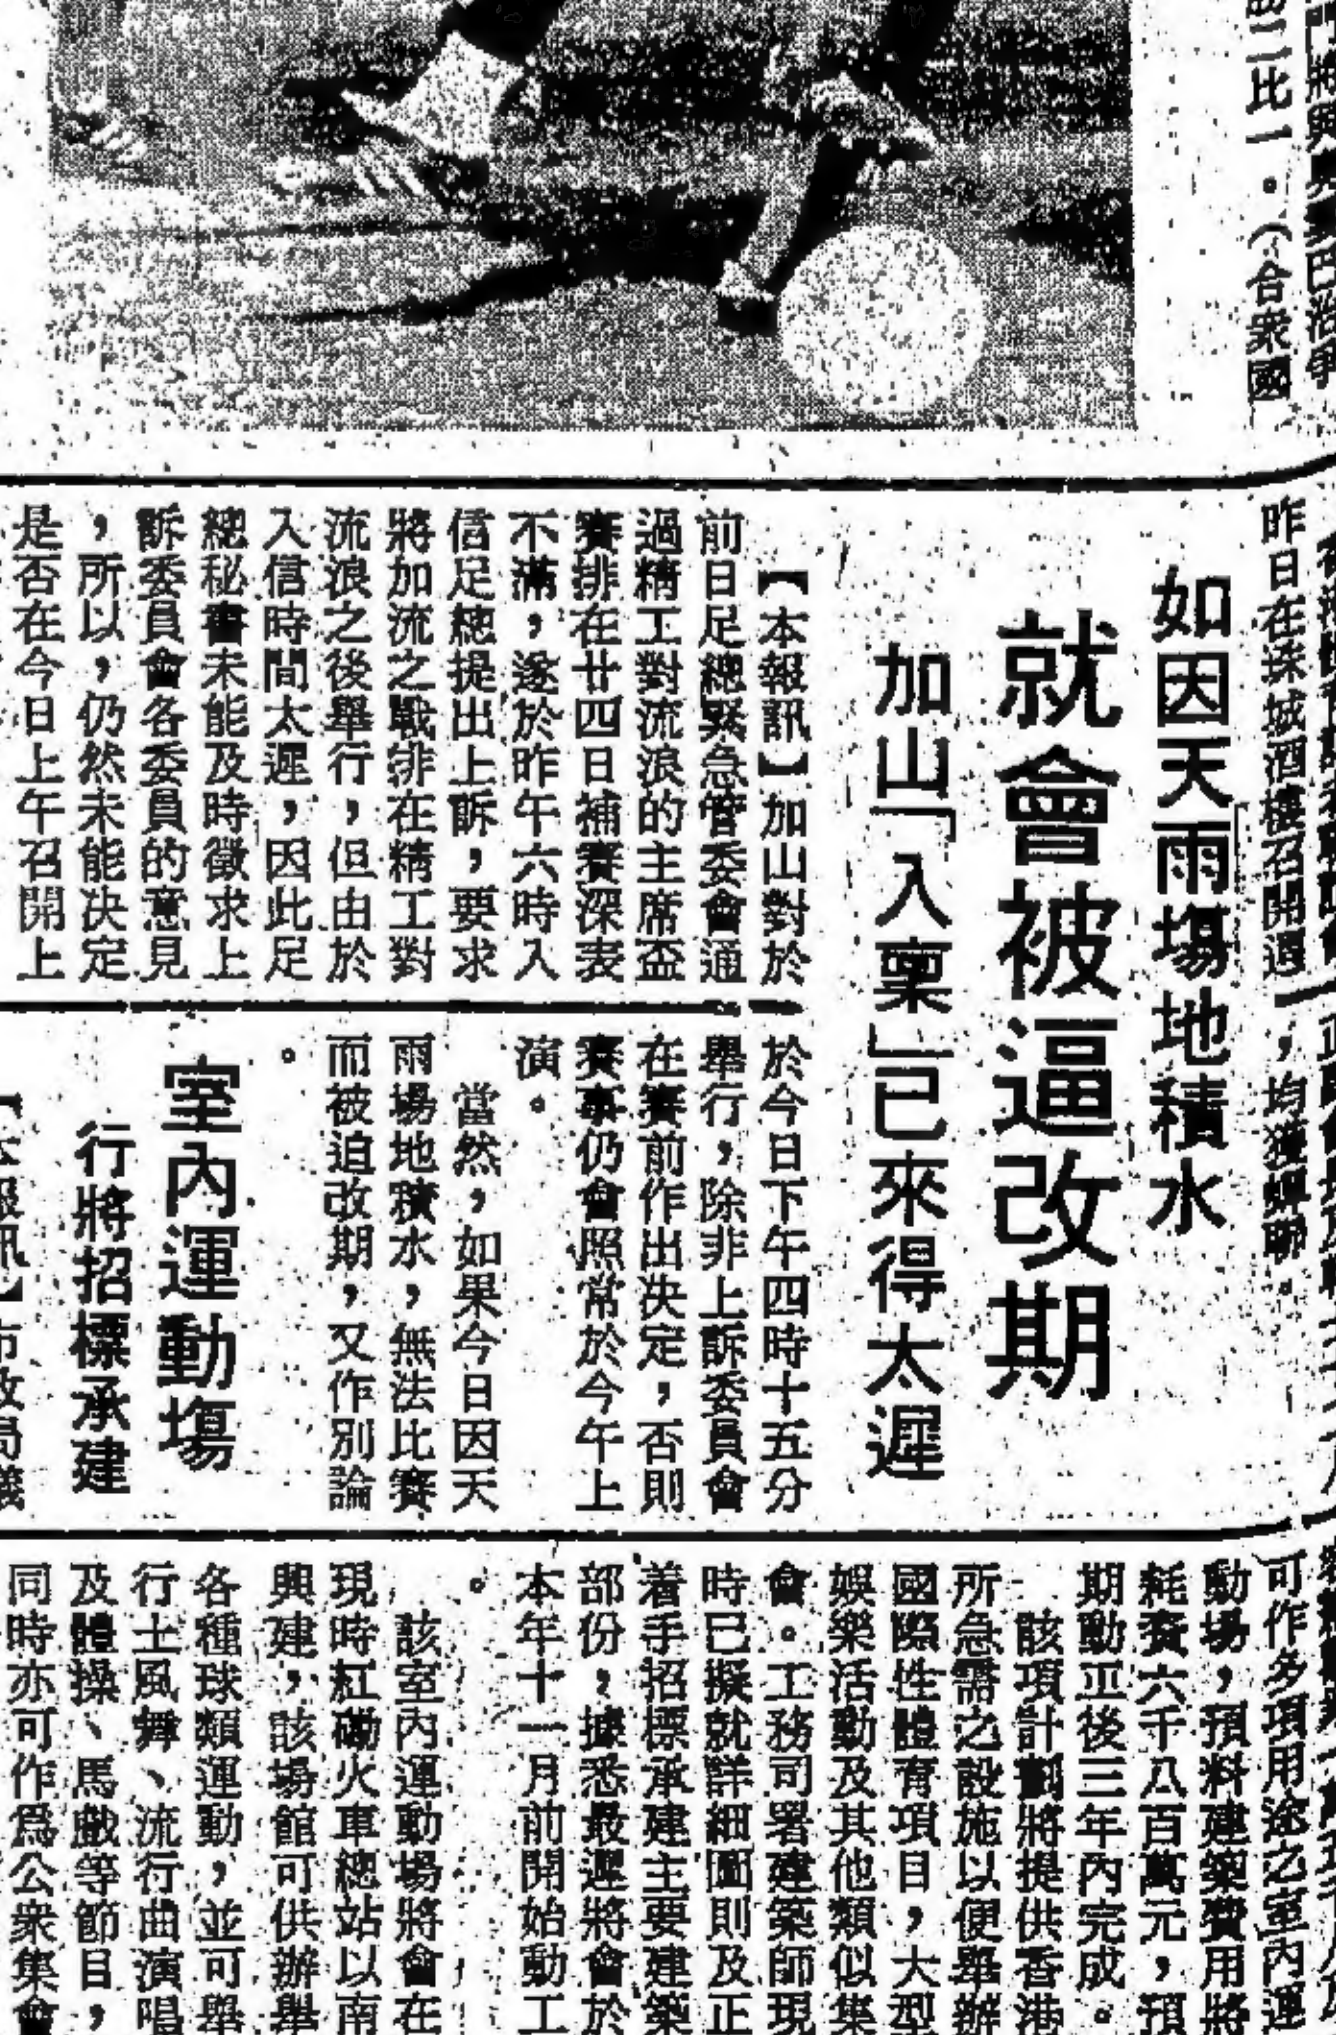 由二比一。（合衆國
昨日在珠城酒樓召開週
如因天雨場地積水
就會被逼改期
加山「入稟」已來得太遲
【本報訊】加山對於
前日足總緊急管委會通
過精工對流浪的主席盃
賽排在廿四日補賽深表
不滿，遂於昨午六時入
信足總提出上訴，要求
將加流之戰排在精工對
流浪之後舉行，但由於
入信時間太遲，因此足
總秘書未能及時徵求上
訴委員會各委員的意見
，所以，仍然未能決定
是否在今日上午召開上
於今日下午四時十五分
舉行，除非上訴委員會
在賽前作出決定，否則
賽事仍會照常於今午上
演。
當然，如果今日因天
雨場地積水，無法比賽
而被迫改期，又作別論
。
室內運動場
行將招標承建
【本報訊】市政局議
可作多項用途之室內運
動場，預料建築費用將
耗資六千八百萬元，預
期動工後三年內完成。
該項計劃將提供香港
所急需之設施以便舉辦
國際性體育項目，大型
娛樂活動及其他類似集
會。工務司署建築師現
時已擬就詳細圖則及正
着手招標承建主要建築
部份，據悉最遲將會於
本年十一月前開始動工
。
該室內運動場將會在
現時紅磡火車總站以南
興建，該場館可供辦舉
各種球類運動，並可舉
行士風舞、流行曲演唱
及體操、馬戲等節目，
同時亦可作爲公衆集會